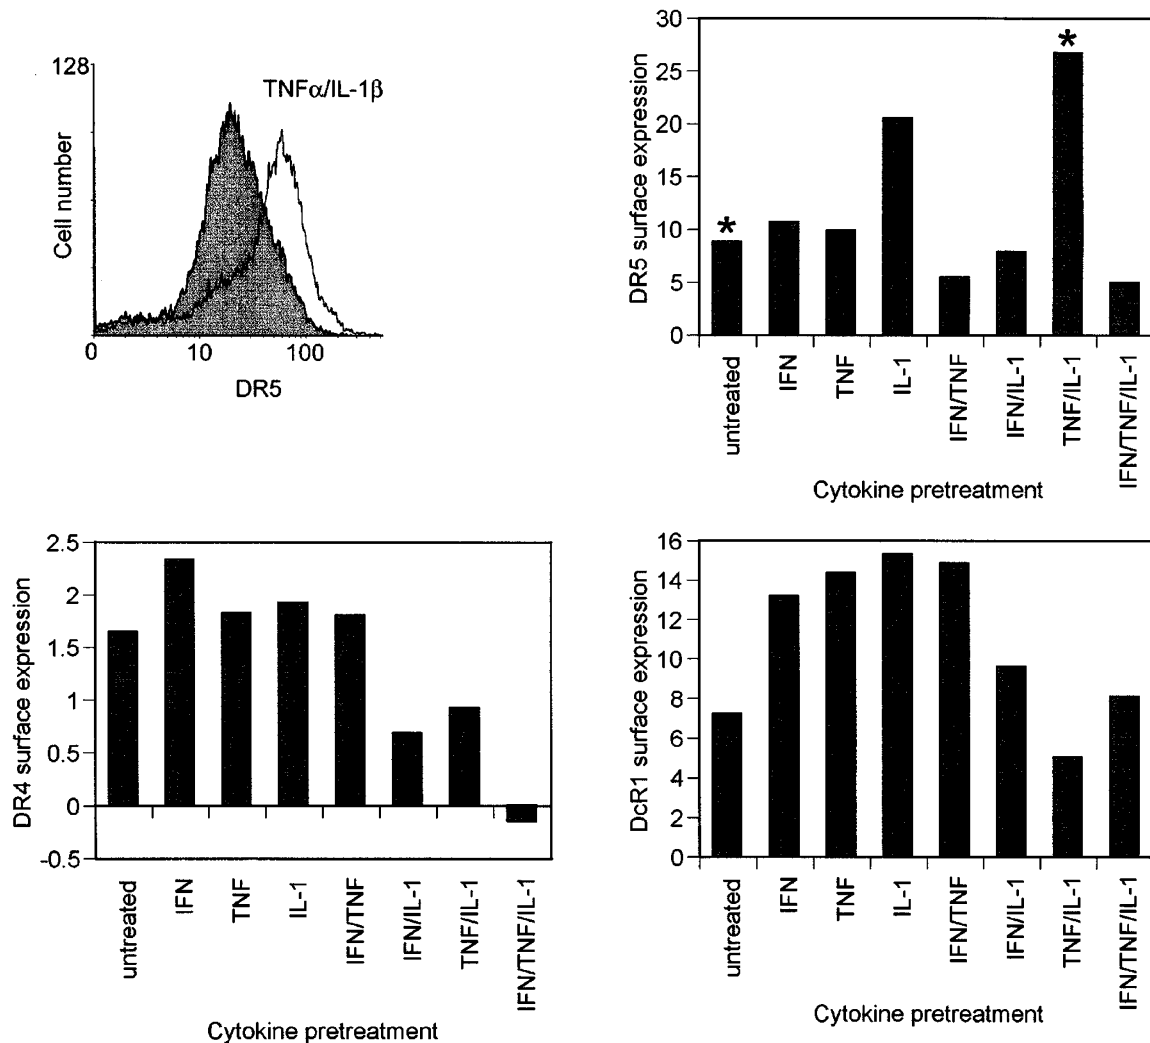 128
TNFα/IL-1β
Cell number
0
10
100
DR5
30
25
20
15
10
5
0
DR5 surface expression
*
*
untreated
IFN
TNF
IL-1
IFN/TNF
IFN/IL-1
TNF/IL-1
IFN/TNF/IL-1
Cytokine pretreatment
2.5
2
1.5
1
0.5
0
-0.5
DR4 surface expression
untreated
IFN
TNF
IL-1
IFN/TNF
IFN/IL-1
TNF/IL-1
IFN/TNF/IL-1
Cytokine pretreatment
16
14
12
10
8
6
4
2
0
DcR1 surface expression
untreated
IFN
TNF
IL-1
IFN/TNF
IFN/IL-1
TNF/IL-1
IFN/TNF/IL-1
Cytokine pretreatment